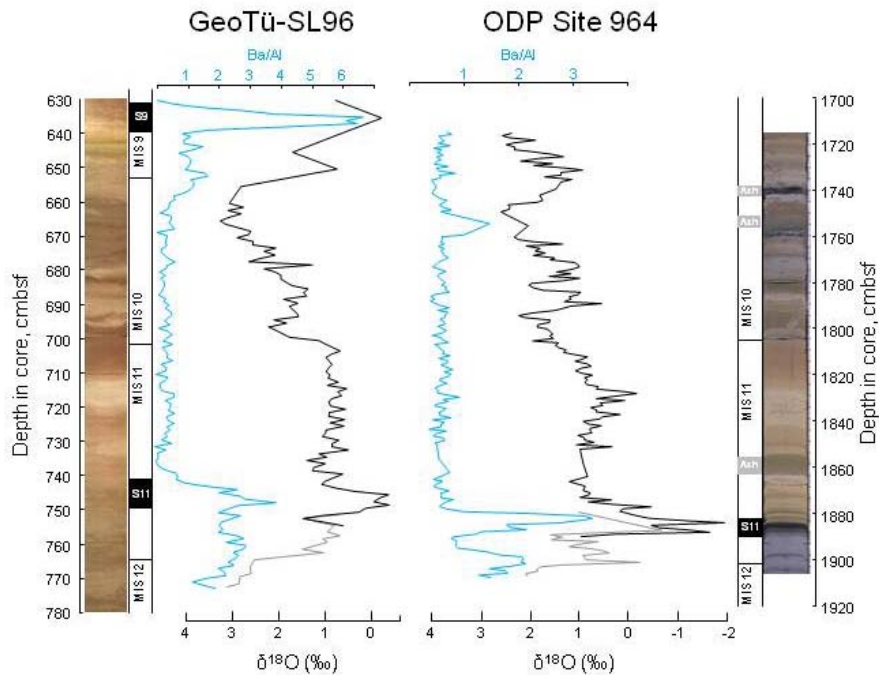 GeoTü-SL96
ODP Site 964
Ba/Al
Ba/Al
1 2 3 4 5 6
1 2 3
630
640
650
660
670
680
690
700
710
720
730
740
750
760
770
780
Depth in core, cmbsf
S9
MIS 9
MIS 10
MIS 11
S11
MIS 12
4 3 2 1 0
δ¹⁸O (‰)
4 3 2 1 0 -1 -2
δ¹⁸O (‰)
Ash
Ash
MIS 10
MIS 11
Ash
S11
MIS 12
1700
1720
1740
1760
1780
1800
1820
1840
1860
1880
1900
1920
Depth in core, cmbsf